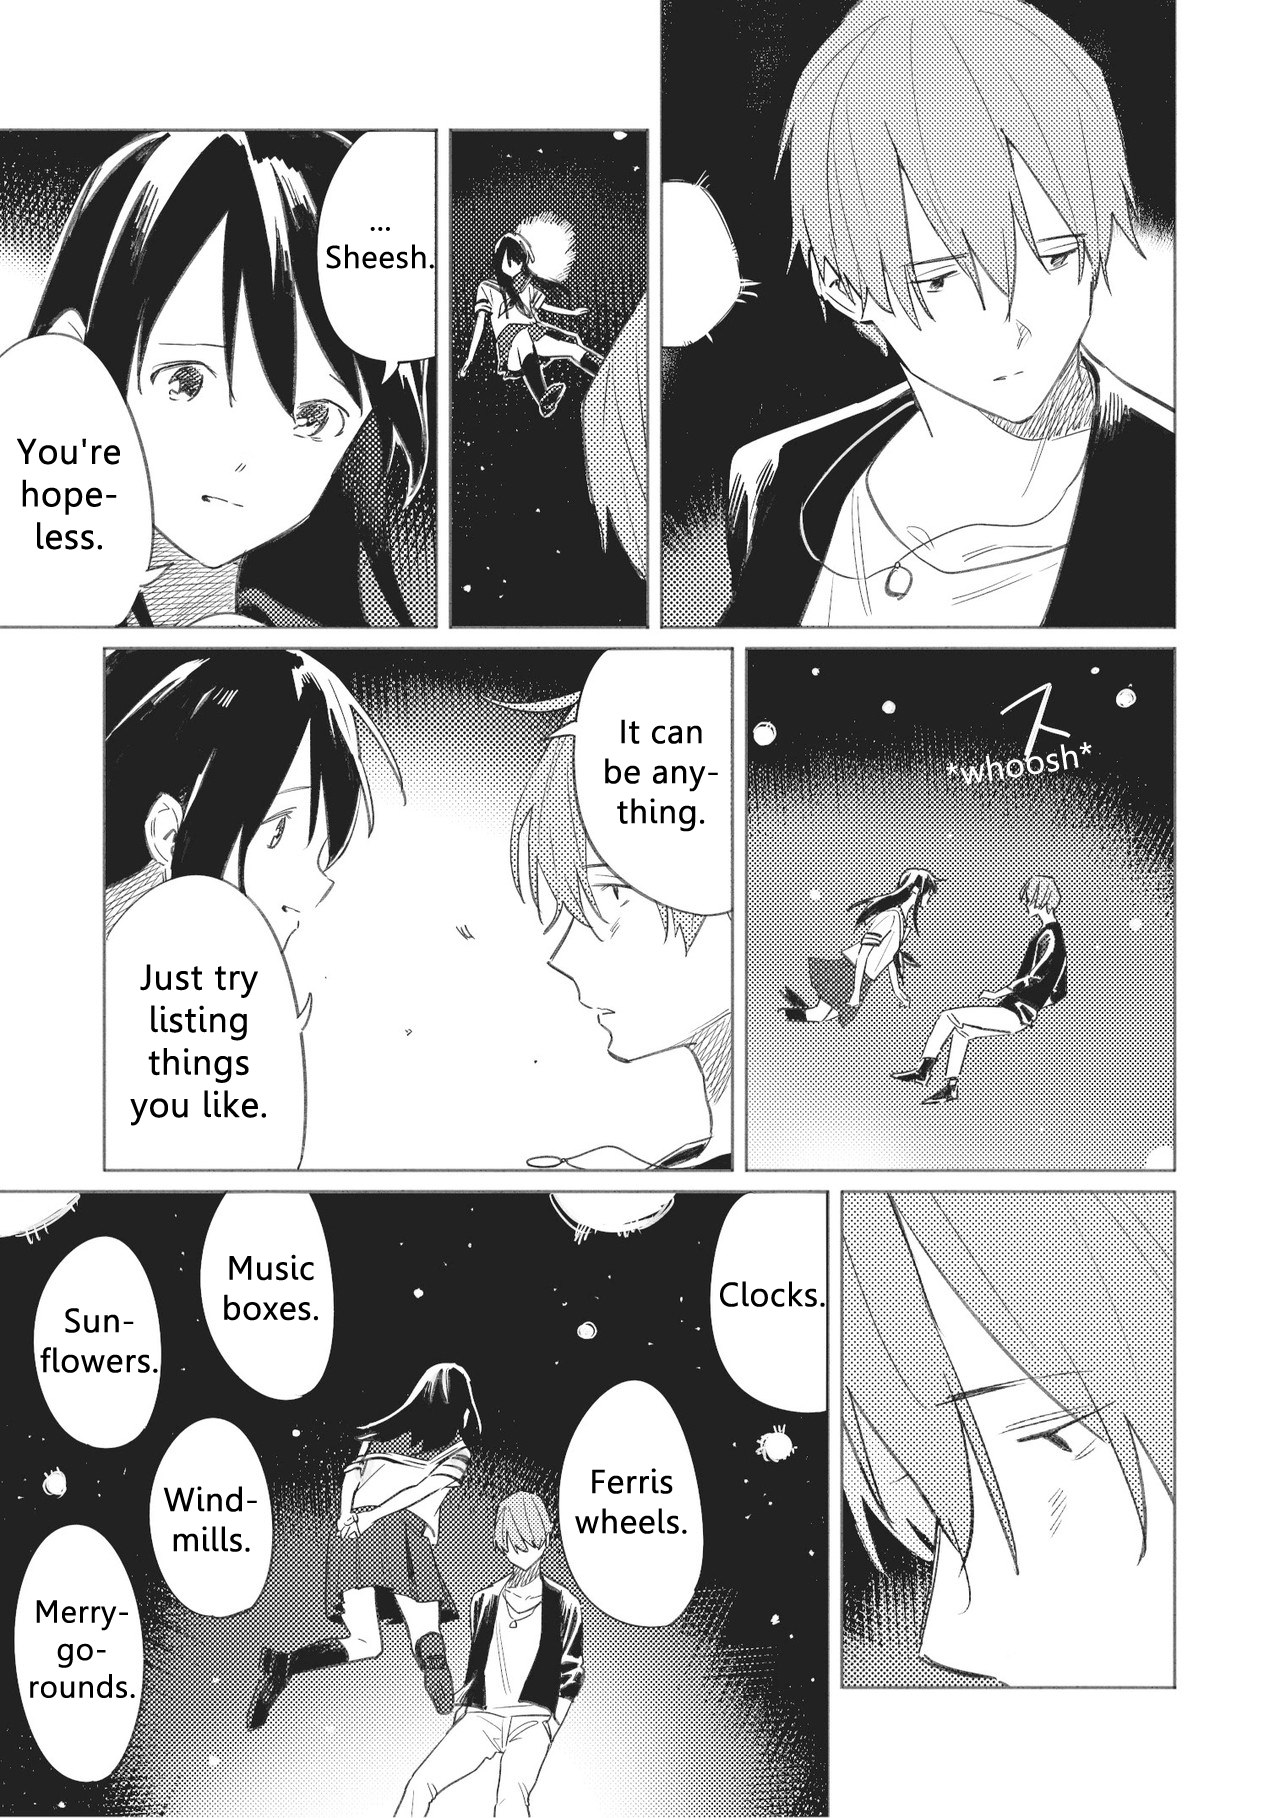 ...
Sheesh.
You're
hope-
less.
ス
*whoosh*
It can
be any-
thing.
Just try
listing
things
you like.
Clocks.
Ferris
wheels.
Music
boxes.
Wind-
mills.
Sun-
flowers.
Merry-
go-
rounds.